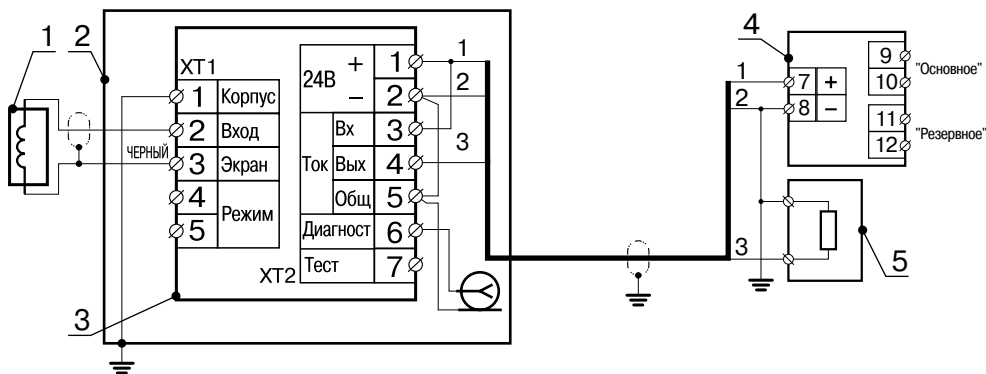 1
2
3
4
5
XT1
1 Корпус
2 Вход
3 Экран
4
5
Режим
ЧЕРНЫЙ
24В
+ 1
− 2
Ток
Вх 3
Вых 4
Общ 5
Диагност 6
Тест 7
XT2
1
2
3
1
2
3
7 +
8 −
9
10
"Основное"
11
12
"Резервное"